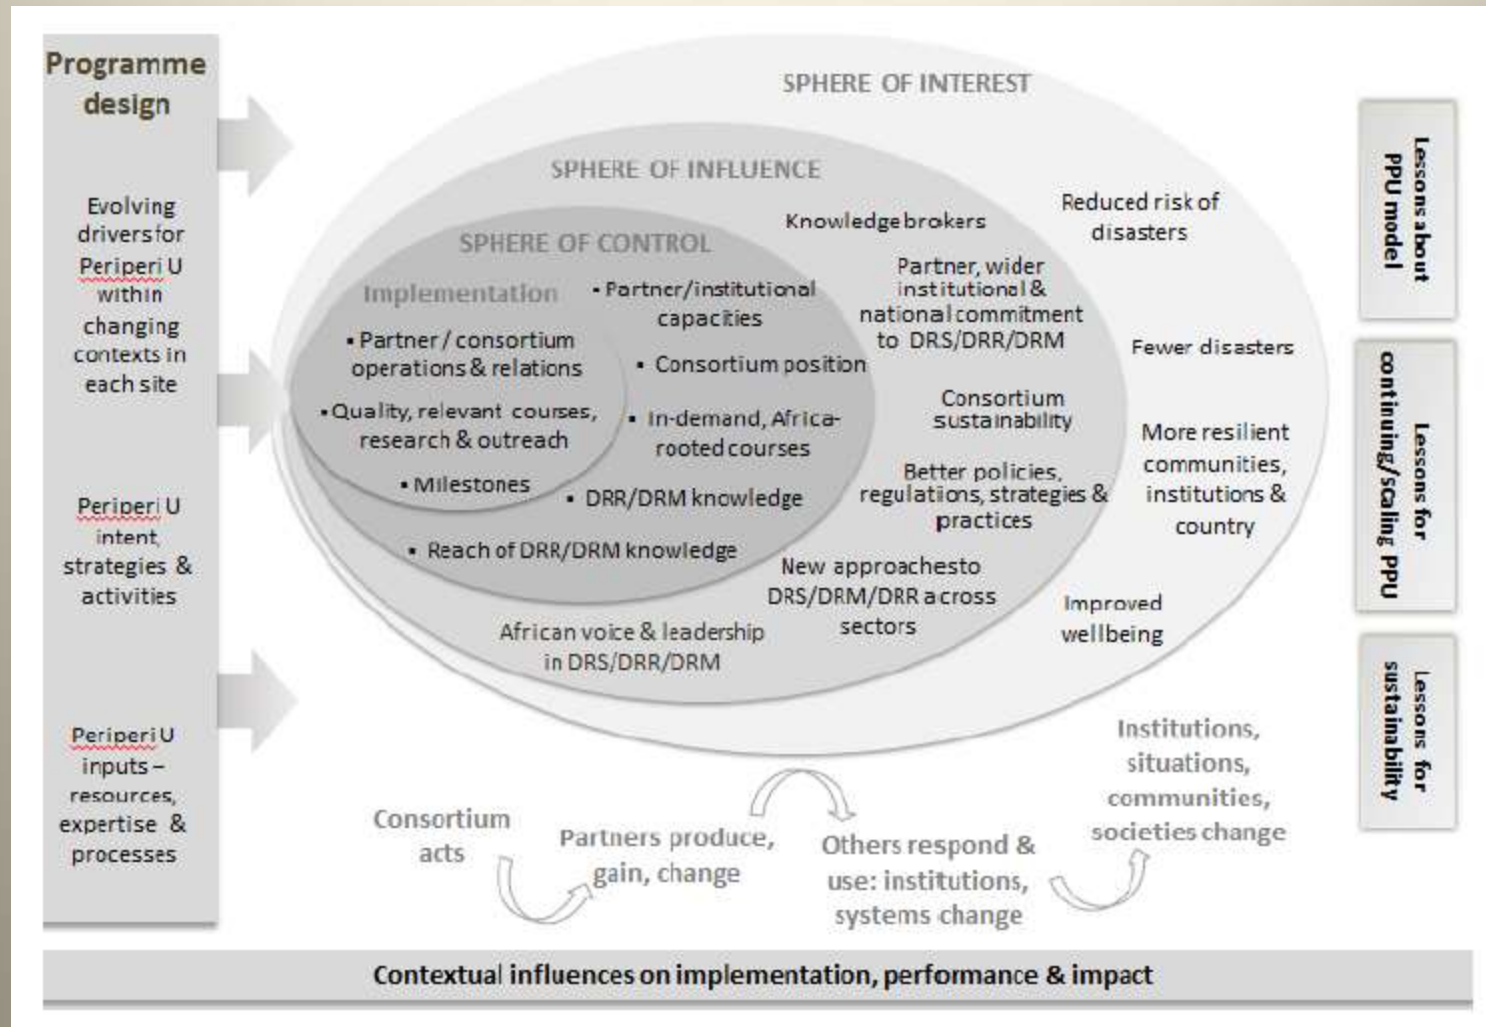 Programme
design
Evolving
drivers for
Periperi U
within
changing
contexts in
each site
Periperi U
intent,
strategies &
activities
Periperi U
inputs –
resources,
expertise &
processes
SPHERE OF INTEREST
SPHERE OF INFLUENCE
SPHERE OF CONTROL
Implementation
▪ Partner / consortium
operations & relations
▪ Quality, relevant courses,
research & outreach
▪ Milestones
▪ Partner/institutional
capacities
▪ Consortium position
▪ In-demand, Africa-
rooted courses
▪ DRR/DRM knowledge
▪ Reach of DRR/DRM knowledge
Knowledge brokers
Partner, wider
institutional &
national commitment
to DRS/DRR/DRM
Consortium
sustainability
Better policies,
regulations, strategies &
practices
New approaches to
DRS/DRM/DRR across
sectors
African voice & leadership
in DRS/DRR/DRM
Reduced risk of
disasters
Fewer disasters
More resilient
communities,
institutions &
country
Improved
wellbeing
Consortium
acts
Partners produce,
gain, change
Others respond &
use: institutions,
systems change
Institutions,
situations,
communities,
societies change
Lessons about
PPU model
Lessons for
continuing/scaling PPU
Lessons for
sustainability
Contextual influences on implementation, performance & impact